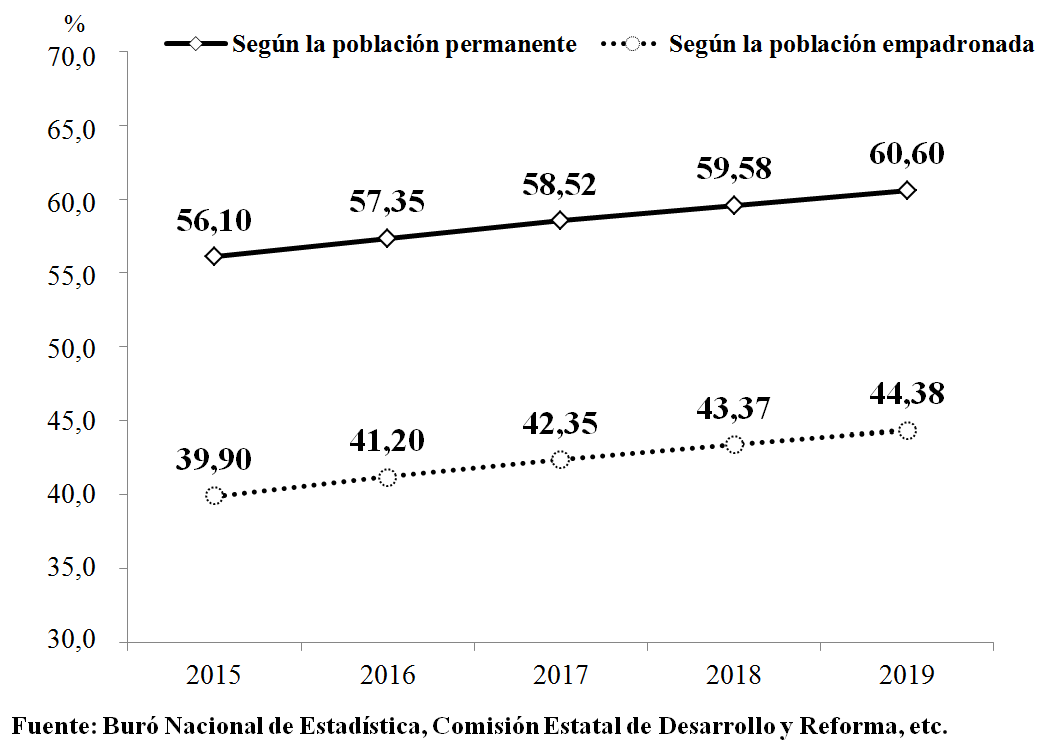 %
Según la población permanente Según la población empadronada
70,0
65,0
60,0
55,0
50,0
45,0
40,0
35,0
30,0
56,10 57,35 58,52 59,58 60,60
39,90 41,20 42,35 43,37 44,38
2015 2016 2017 2018 2019
Fuente: Buró Nacional de Estadística, Comisión Estatal de Desarrollo y Reforma, etc.